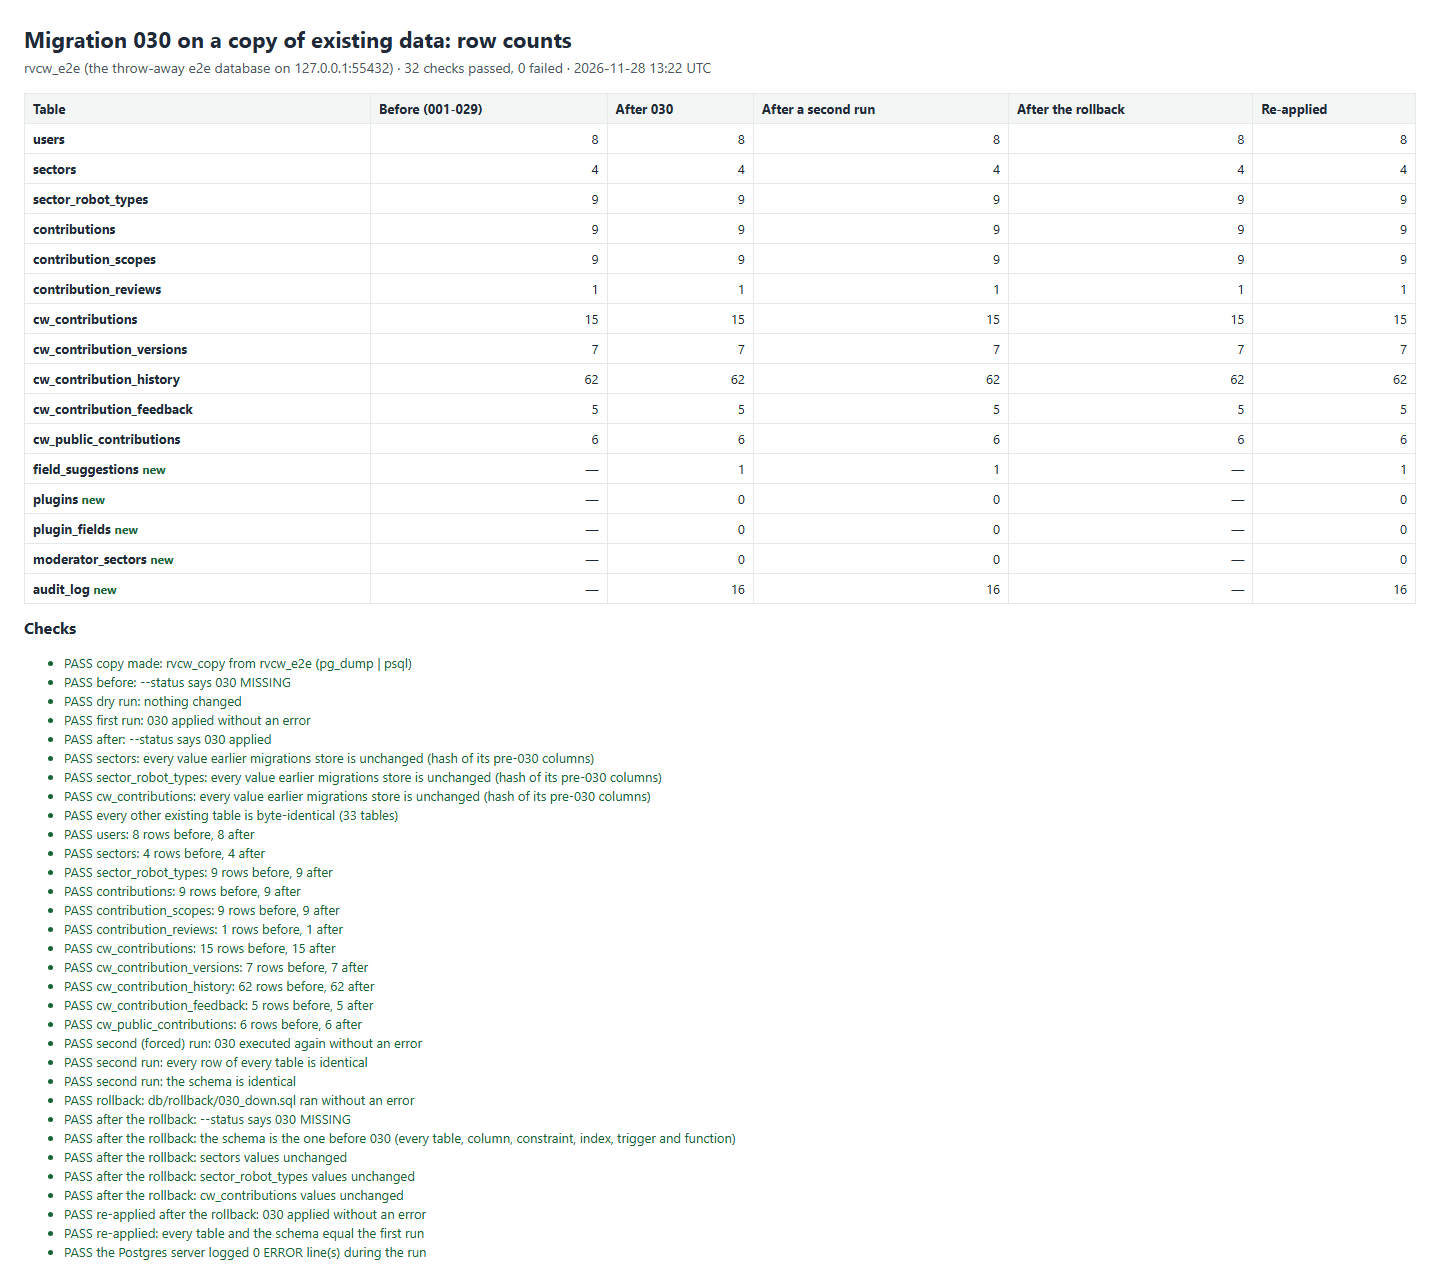 Migration 030 on a copy of existing data: row counts
rvcw_e2e (the throw-away e2e database on 127.0.0.1:55432) · 32 checks passed, 0 failed · 2026-11-28 13:22 UTC
Table Before (001-029) After 030 After a second run After the rollback Re-applied
users 8 8 8 8 8
sectors 4 4 4 4 4
sector_robot_types 9 9 9 9 9
contributions 9 9 9 9 9
contribution_scopes 9 9 9 9 9
contribution_reviews 1 1 1 1 1
cw_contributions 15 15 15 15 15
cw_contribution_versions 7 7 7 7 7
cw_contribution_history 62 62 62 62 62
cw_contribution_feedback 5 5 5 5 5
cw_public_contributions 6 6 6 6 6
field_suggestions new — 1 1 — 1
plugins new — 0 0 — 0
plugin_fields new — 0 0 — 0
moderator_sectors new — 0 0 — 0
audit_log new — 16 16 — 16
Checks
• PASS copy made: rvcw_copy from rvcw_e2e (pg_dump | psql)
• PASS before: --status says 030 MISSING
• PASS dry run: nothing changed
• PASS first run: 030 applied without an error
• PASS after: --status says 030 applied
• PASS sectors: every value earlier migrations store is unchanged (hash of its pre-030 columns)
• PASS sector_robot_types: every value earlier migrations store is unchanged (hash of its pre-030 columns)
• PASS cw_contributions: every value earlier migrations store is unchanged (hash of its pre-030 columns)
• PASS every other existing table is byte-identical (33 tables)
• PASS users: 8 rows before, 8 after
• PASS sectors: 4 rows before, 4 after
• PASS sector_robot_types: 9 rows before, 9 after
• PASS contributions: 9 rows before, 9 after
• PASS contribution_scopes: 9 rows before, 9 after
• PASS contribution_reviews: 1 rows before, 1 after
• PASS cw_contributions: 15 rows before, 15 after
• PASS cw_contribution_versions: 7 rows before, 7 after
• PASS cw_contribution_history: 62 rows before, 62 after
• PASS cw_contribution_feedback: 5 rows before, 5 after
• PASS cw_public_contributions: 6 rows before, 6 after
• PASS second (forced) run: 030 executed again without an error
• PASS second run: every row of every table is identical
• PASS second run: the schema is identical
• PASS rollback: db/rollback/030_down.sql ran without an error
• PASS after the rollback: --status says 030 MISSING
• PASS after the rollback: the schema is the one before 030 (every table, column, constraint, index, trigger and function)
• PASS after the rollback: sectors values unchanged
• PASS after the rollback: sector_robot_types values unchanged
• PASS after the rollback: cw_contributions values unchanged
• PASS re-applied after the rollback: 030 applied without an error
• PASS re-applied: every table and the schema equal the first run
• PASS the Postgres server logged 0 ERROR line(s) during the run